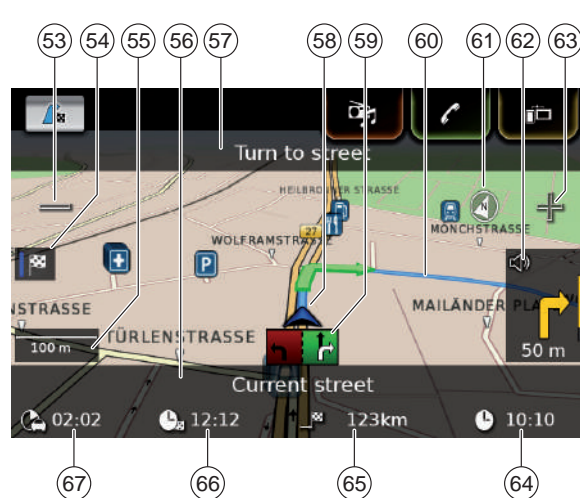 53 54 55 56 57 58 59 60 61 62 63
Turn to street
HEILBRONNER STRASSE
N
27
MÖNCHSTRASSE
WOLFRAMSTRASSE
P
NSTRASSE
MAILÄNDER PL
100 m
TÜRLENSTRASSE
50 m
Current street
02:02 12:12 123km 10:10
67 66 65 64